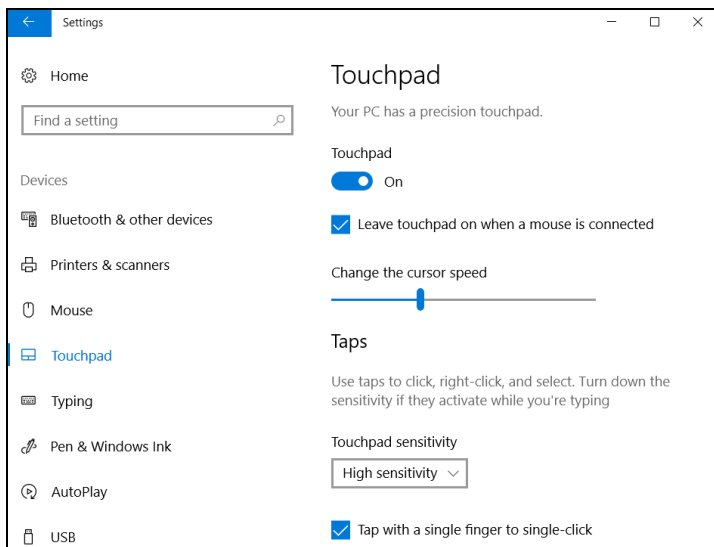 Settings
Home
Find a setting
Devices
Bluetooth & other devices
Printers & scanners
Mouse
Touchpad
Typing
Pen & Windows Ink
AutoPlay
USB
Touchpad
Your PC has a precision touchpad.
Touchpad
On
Leave touchpad on when a mouse is connected
Change the cursor speed
Taps
Use taps to click, right-click, and select. Turn down the
sensitivity if they activate while you're typing
Touchpad sensitivity
High sensitivity
Tap with a single finger to single-click